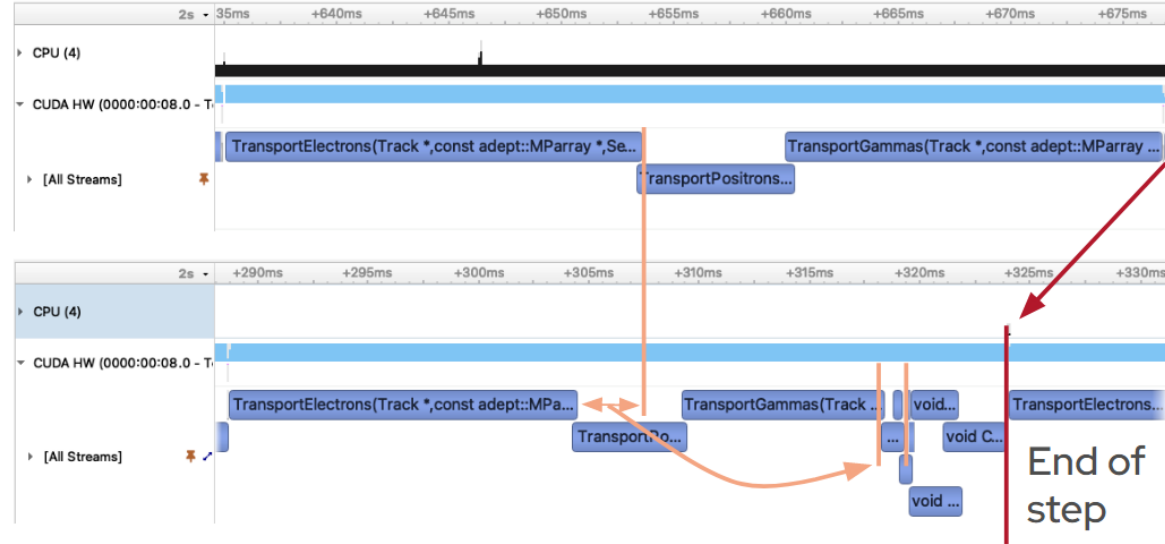 2s 35ms +640ms +645ms +650ms +655ms +660ms +665ms +670ms +675ms
CPU (4)
CUDA HW (0000:00:08.0 - T
TransportElectrons(Track *,const adept::MParray *,Se... TransportGammas(Track *,const adept::MParray ...
[All Streams] TransportPositrons...
2s +290ms +295ms +300ms +305ms +310ms +315ms +320ms +325ms +330ms
CPU (4)
CUDA HW (0000:00:08.0 - T
TransportElectrons(Track *,const adept::MPa... TransportGammas(Track ... void... TransportElectrons...
TransportPo... ... void C...
[All Streams]
void ...
End of
step